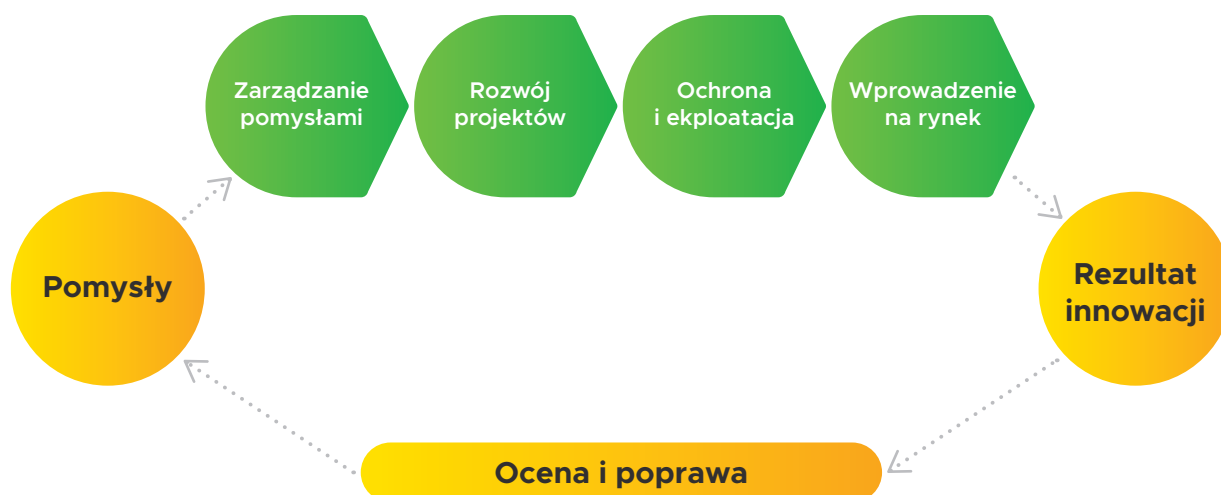 Zarządzanie
pomysłami
Rozwój
projektów
Ochrona
i ekploatacja
Wprowadzenie
na rynek
Pomysły
Rezultat
innowacji
Ocena i poprawa